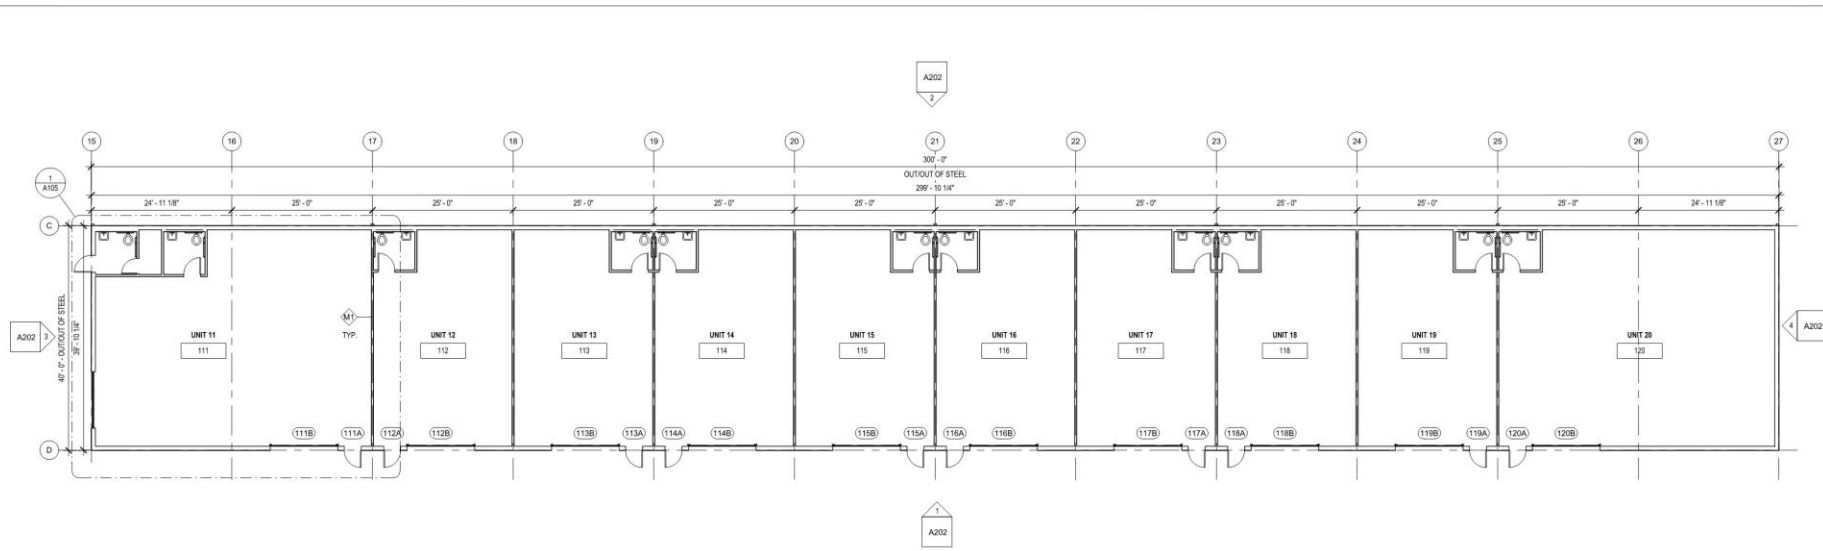 A202
2
15 16 17 18 19 20 21 22 23 24 25 26 27
300' - 0"
OUT/OUT OF STEEL
299' - 10 1/4"
24' - 11 1/8" 25' - 0" 25' - 0" 25' - 0" 25' - 0" 25' - 0" 25' - 0" 25' - 0" 25' - 0" 25' - 0" 25' - 0" 24' - 11 1/8"
1
A105
C
40' - 0" - OUT/OUT OF STEEL
39' - 10 1/4"
A202 3
M1
TYP.
UNIT 11
111
UNIT 12
112
UNIT 13
113
UNIT 14
114
UNIT 15
115
UNIT 16
116
UNIT 17
117
UNIT 18
118
UNIT 19
119
UNIT 20
120
4 A202
111B 111A 112A 112B 113B 113A 114A 114B 115B 115A 116A 116B 117B 117A 118A 118B 119B 119A 120A 120B
D
1
A202